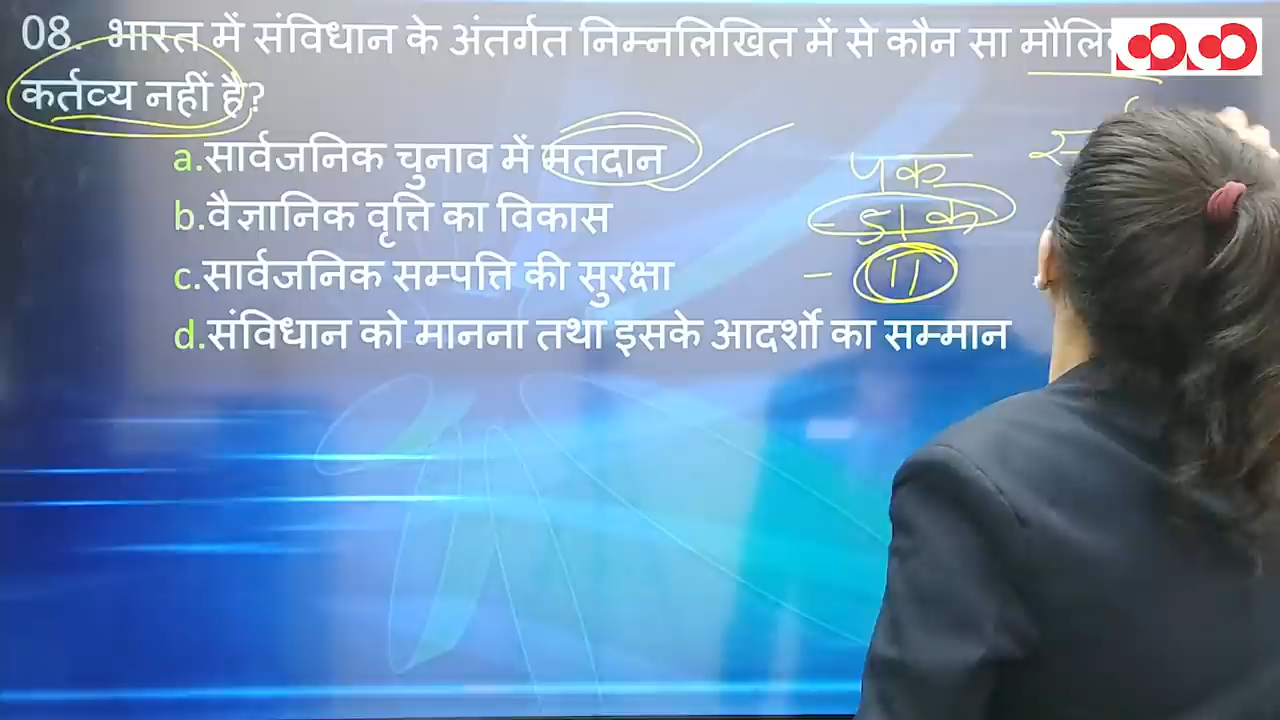 08. भारत में संविधान के अंतर्गत निम्नलिखित में से कौन सा
कर्तव्य नहीं है?
a.सार्वजनिक चुनाव में मतदान
b.वैज्ञानिक वृत्ति का विकास
c.सार्वजनिक सम्पत्ति की सुरक्षा
d.संविधान को मानना तथा इसके आदर्शो का सम्मान
11